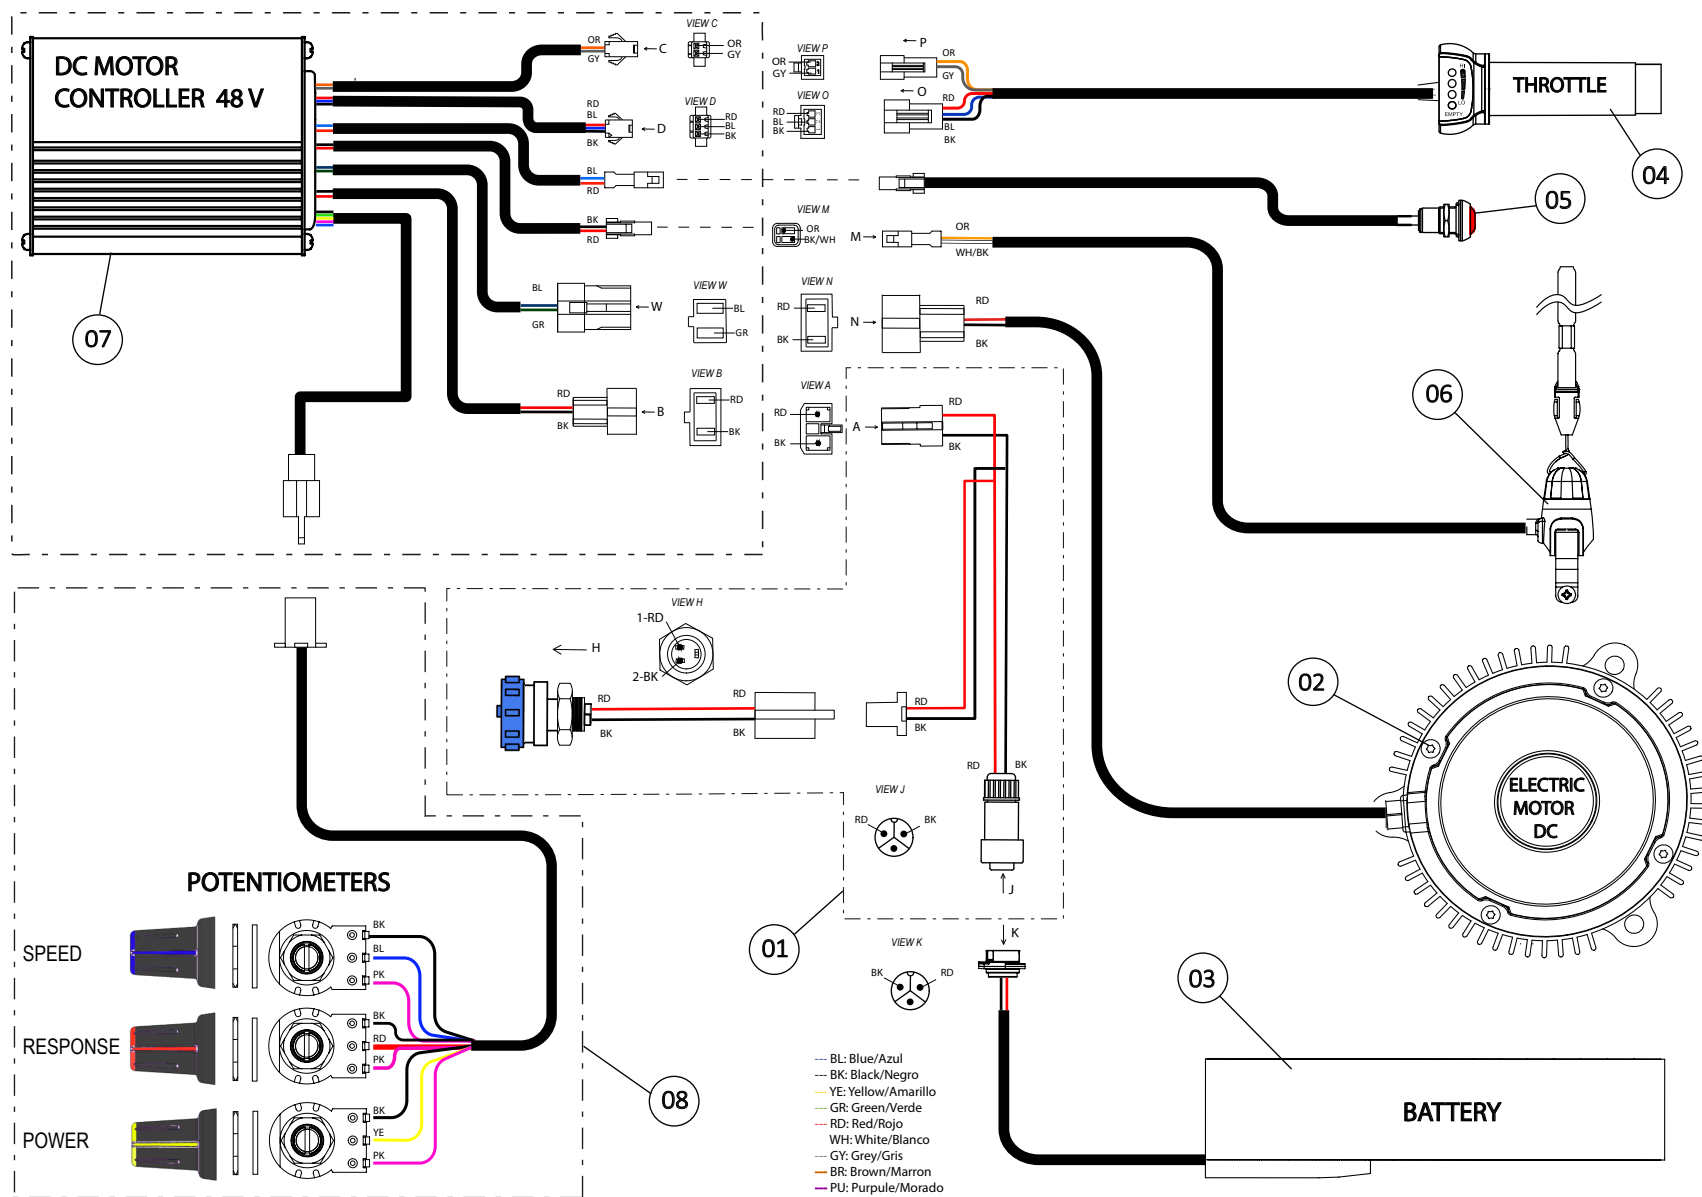 DC MOTOR
CONTROLLER 48 V
07
OR
GY
C
VIEW C
OR
GY
RD
BL
BK
D
VIEW D
RD
BL
BK
BL
RD
BK
RD
BL
GR
W
VIEW W
BL
GR
RD
BK
B
VIEW B
RD
BK
VIEW P
OR
GY
P
OR
GY
VIEW O
RD
BL
BK
O
RD
BL
BK
HI
LO
EMPTY
THROTTLE
04
05
VIEW M
OR
BK/WH
M
OR
WH/BK
VIEW N
RD
BK
N
RD
BK
06
VIEW A
RD
BK
A
RD
BK
VIEW H
1-RD
2-BK
H
RD
BK
RD
BK
RD
BK
RD
BK
VIEW J
RD
BK
J
01
02
ELECTRIC
MOTOR
DC
K
VIEW K
BK
RD
03
BATTERY
POTENTIOMETERS
SPEED
BK
BL
PK
RESPONSE
BK
RD
PK
POWER
BK
YE
PK
08
BL: Blue/Azul
BK: Black/Negro
YE: Yellow/Amarillo
GR: Green/Verde
RD: Red/Rojo
WH: White/Blanco
GY: Grey/Gris
BR: Brown/Marron
PU: Purpule/Morado